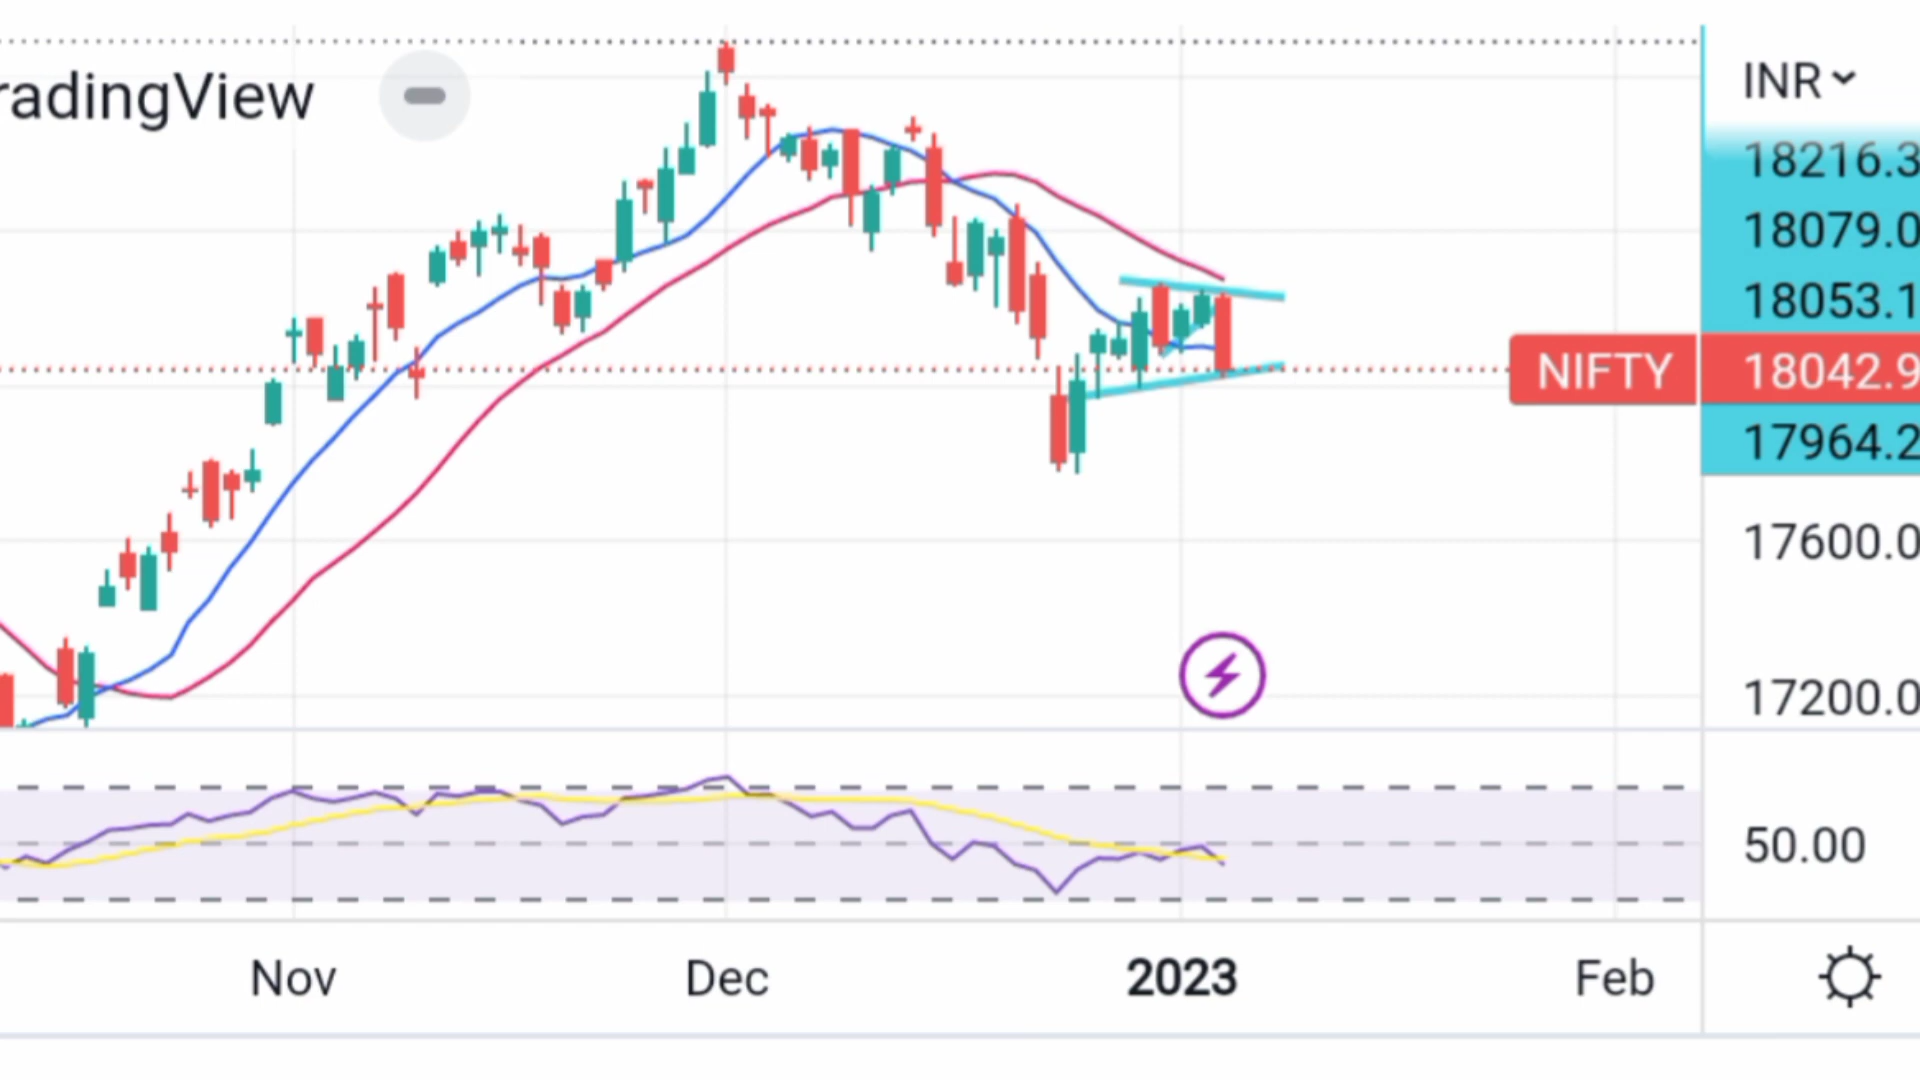 radingView
INR
18216.3
18079.0
18053.1
NIFTY 18042.9
17964.2
17600.0
17200.0
50.00
Nov Dec 2023 Feb